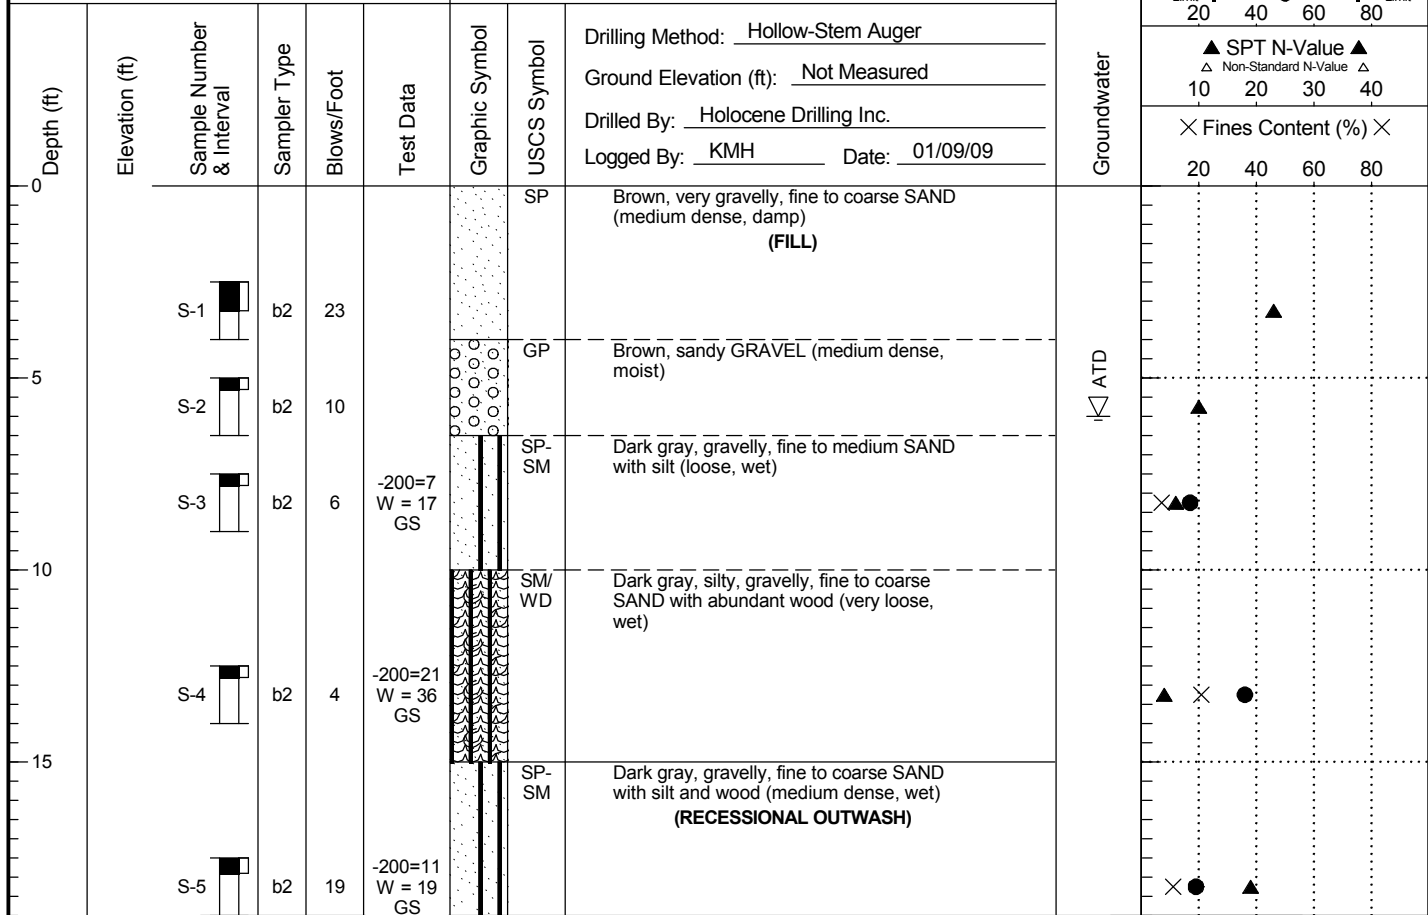 Limit Limit
20 40 60 80
Drilling Method: Hollow-Stem Auger
Ground Elevation (ft): Not Measured
Drilled By: Holocene Drilling Inc.
Logged By: KMH Date: 01/09/09
Depth (ft)
Elevation (ft)
Sample Number
& Interval
Sampler Type
Blows/Foot
Test Data
Graphic Symbol
USCS Symbol
Groundwater
▲ SPT N-Value ▲
△ Non-Standard N-Value △
10 20 30 40
× Fines Content (%) ×
20 40 60 80
0
SP Brown, very gravelly, fine to coarse SAND
(medium dense, damp)
(FILL)
S-1 b2 23
GP Brown, sandy GRAVEL (medium dense,
moist)
ATD
5
S-2 b2 10
SP-
SM
Dark gray, gravelly, fine to medium SAND
with silt (loose, wet)
S-3 b2 6
-200=7
W = 17
GS
10
SM/
WD
Dark gray, silty, gravelly, fine to coarse
SAND with abundant wood (very loose,
wet)
S-4 b2 4
-200=21
W = 36
GS
15
SP-
SM
Dark gray, gravelly, fine to coarse SAND
with silt and wood (medium dense, wet)
(RECESSIONAL OUTWASH)
S-5 b2 19
-200=11
W = 19
GS